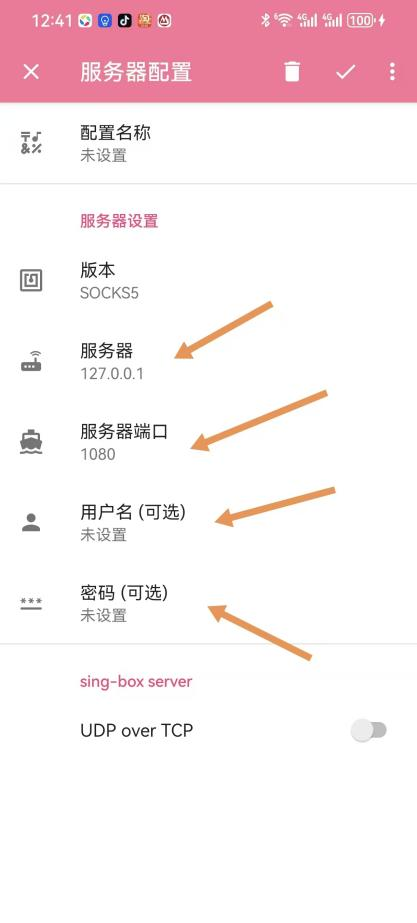 12:41
6
4G
4G
100
服务器配置
配置名称
未设置
服务器设置
版本
SOCKS5
服务器
127.0.0.1
服务器端口
1080
用户名 (可选)
未设置
密码 (可选)
未设置
sing-box server
UDP over TCP